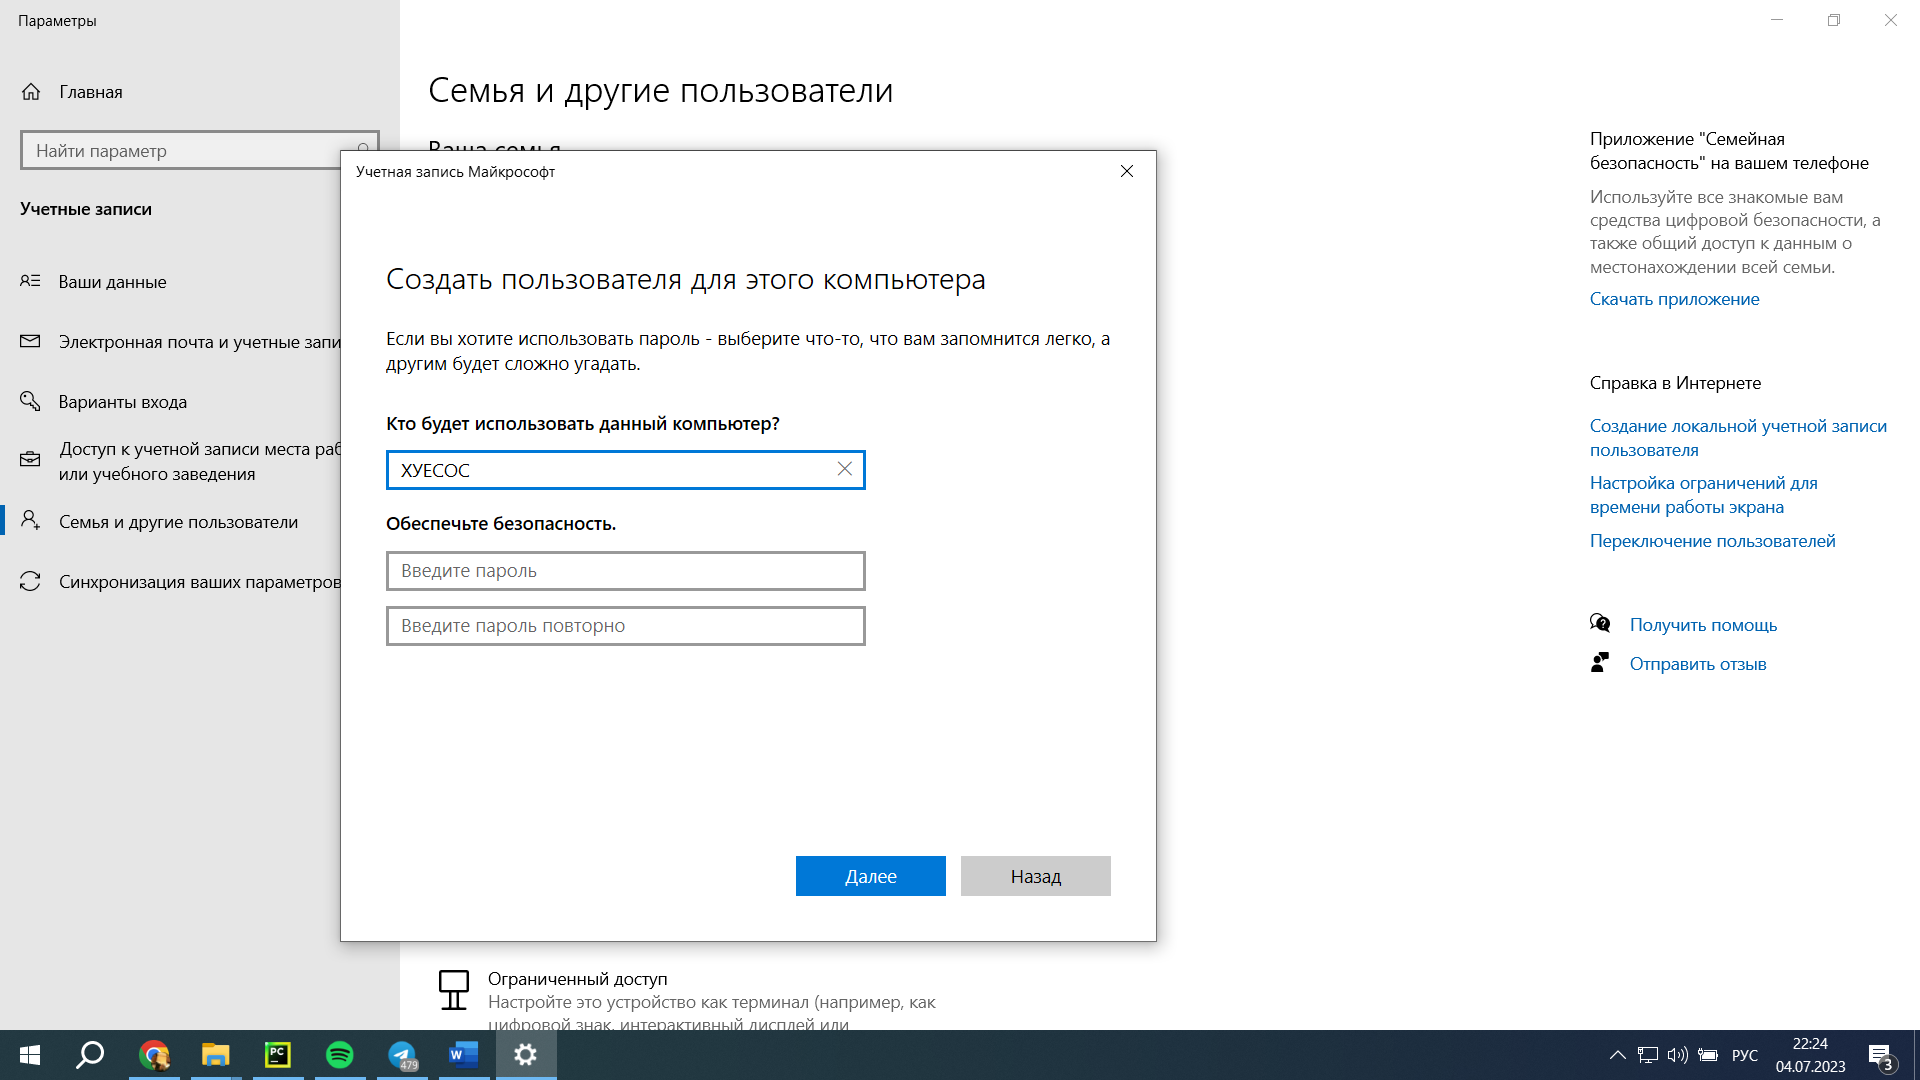 Параметры
Главная
Найти параметр
Учетные записи
Ваши данные
Электронная почта и учетные запи
Варианты входа
Доступ к учетной записи места раб
или учебного заведения
Семья и другие пользователи
Синхронизация ваших параметров
Семья и другие пользователи
Ваша семья
Учетная запись Майкрософт
Создать пользователя для этого компьютера
Если вы хотите использовать пароль - выберите что-то, что вам запомнится легко, а
другим будет сложно угадать.
Кто будет использовать данный компьютер?
ХУЕСОС
Обеспечьте безопасность.
Введите пароль
Введите пароль повторно
Далее
Назад
Ограниченный доступ
Настройте это устройство как терминал (например, как
цифровой знак, интерактивный дисплей или
Приложение "Семейная
безопасность" на вашем телефоне
Используйте все знакомые вам
средства цифровой безопасности, а
также общий доступ к данным о
местонахождении всей семьи.
Скачать приложение
Справка в Интернете
Создание локальной учетной записи
пользователя
Настройка ограничений для
времени работы экрана
Переключение пользователей
Получить помощь
Отправить отзыв
PC
479
W
РУС
22:24
04.07.2023
3